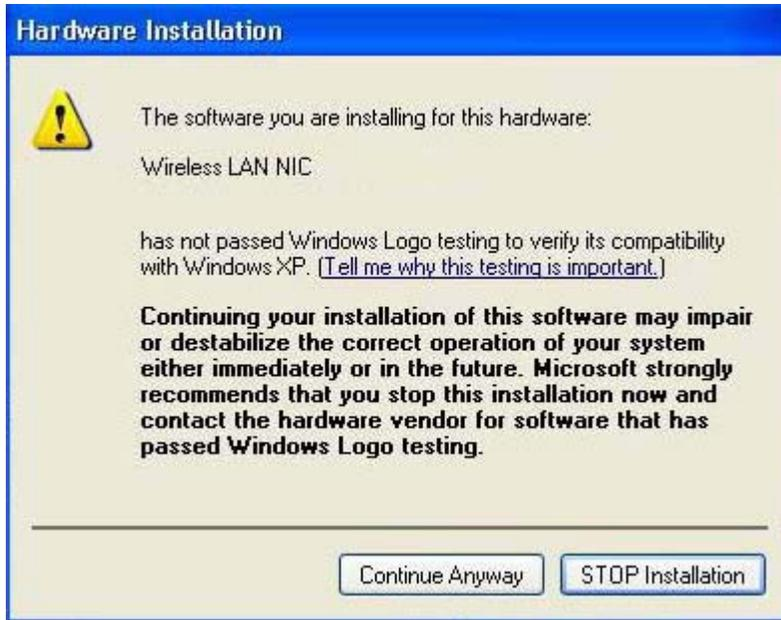 Hardware Installation
The software you are installing for this hardware:
Wireless LAN NIC
has not passed Windows Logo testing to verify its compatibility
with Windows XP. (Tell me why this testing is important.)
Continuing your installation of this software may impair
or destabilize the correct operation of your system
either immediately or in the future. Microsoft strongly
recommends that you stop this installation now and
contact the hardware vendor for software that has
passed Windows Logo testing.
Continue Anyway
STOP Installation